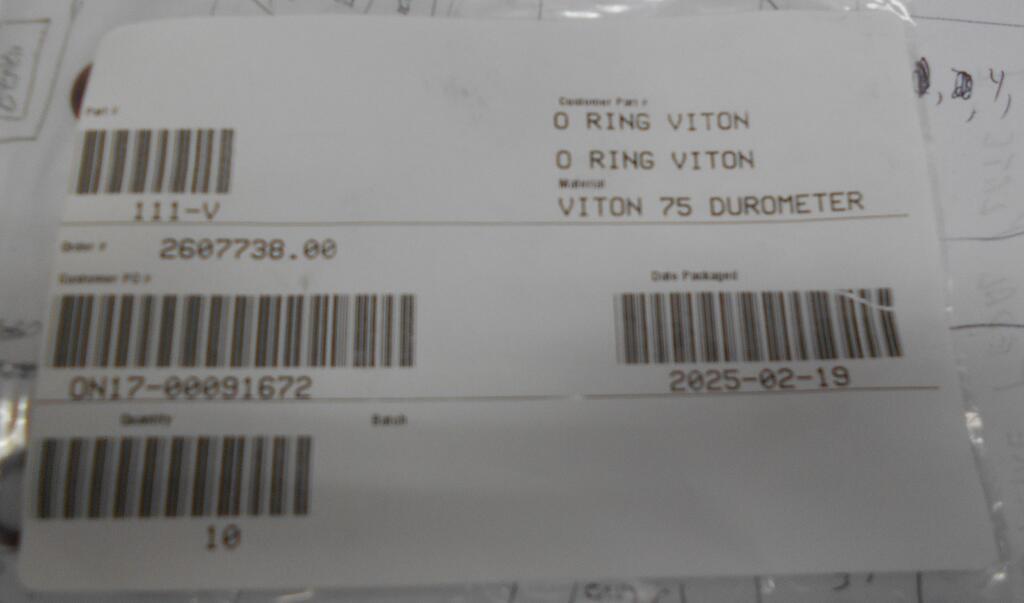 Part #
Customer Part #
O RING VITON
O RING VITON
Material
111-V
VITON 75 DUROMETER
Order #
2607738.00
Customer PO #
Date Packaged
ON17-00091672
2025-02-19
Quantity
Batch
10